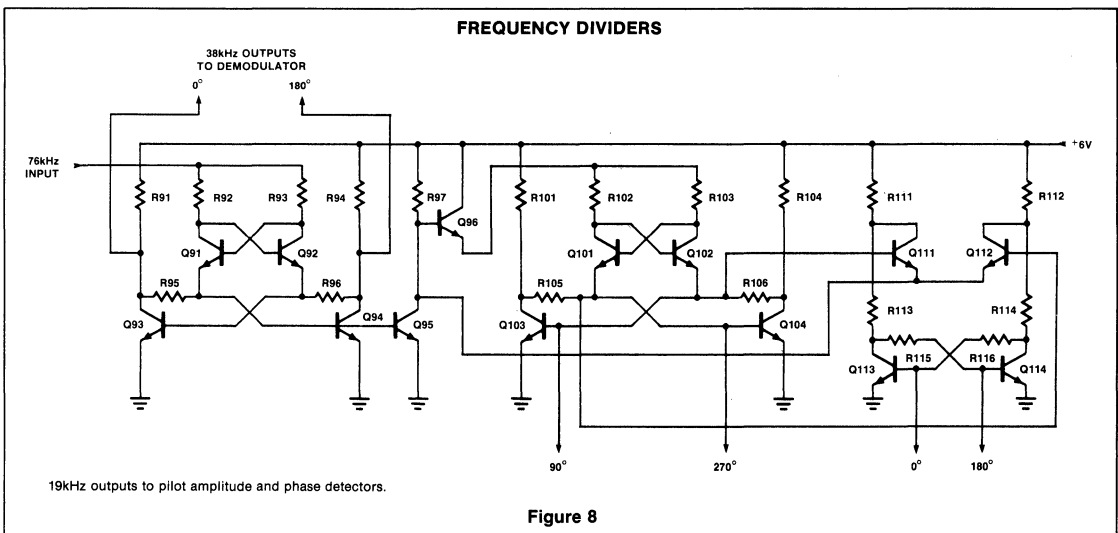 FREQUENCY DIVIDERS
38kHz OUTPUTS
TO DEMODULATOR
0° 180°
76kHz
INPUT
+6V
R91 R92 R93 R94 R97 R101 R102 R103 R104 R111 R112
Q96
Q91 Q92 Q101 Q102 Q111 Q112
R95 R96 R105 R106 R113 R114
Q93 Q94 Q95 Q103 Q104
R115 R116
Q113 Q114
90° 270° 0° 180°
19kHz outputs to pilot amplitude and phase detectors.
Figure 8